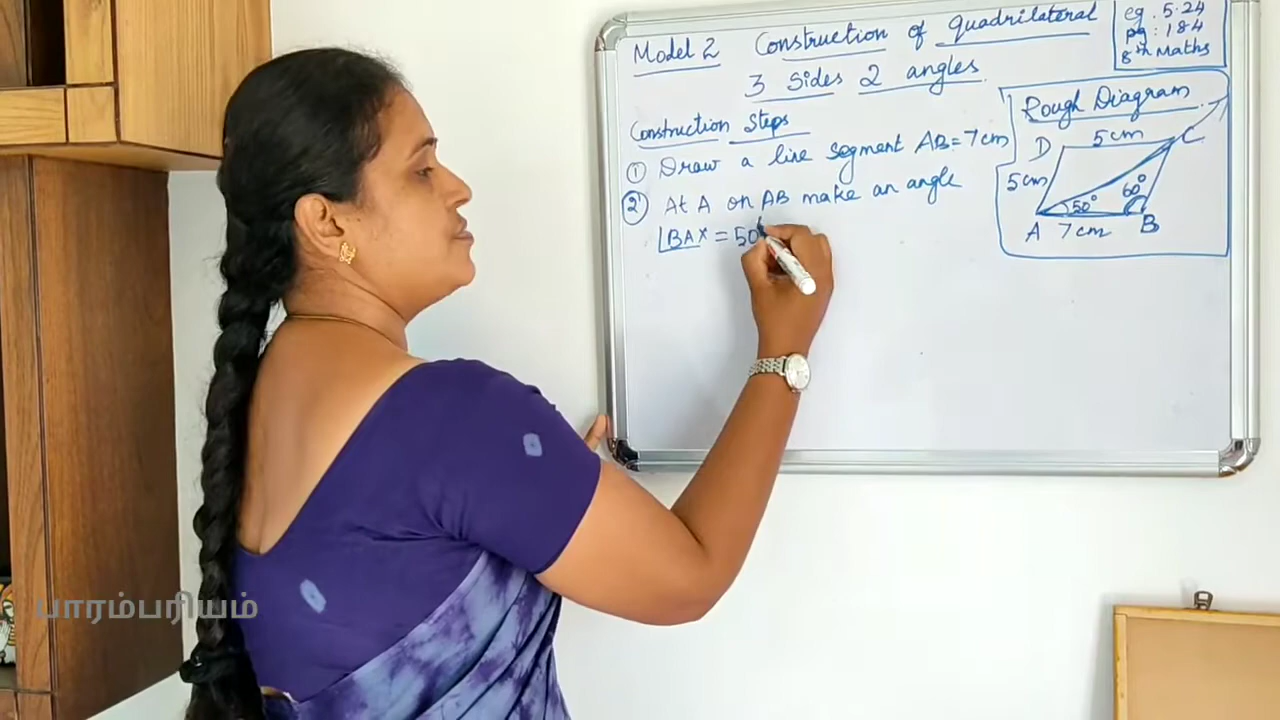 Model 2 Construction of Quadrilateral
3 Sides 2 angles
eg. 5.24
pg : 184
8th Maths
Construction Steps
① Draw a line segment AB = 7cm
② At A on AB make an angle
∠BAX = 50°
Rough Diagram
D 5cm C
5cm
50° 60°
A 7cm B
பாரம்பரியம்